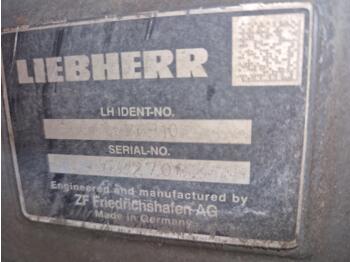 LIEBHERR
LH IDENT-NO.
SERIAL-NO.
Engineered and manufactured by
ZF Friedrichshafen AG
Made in Germany